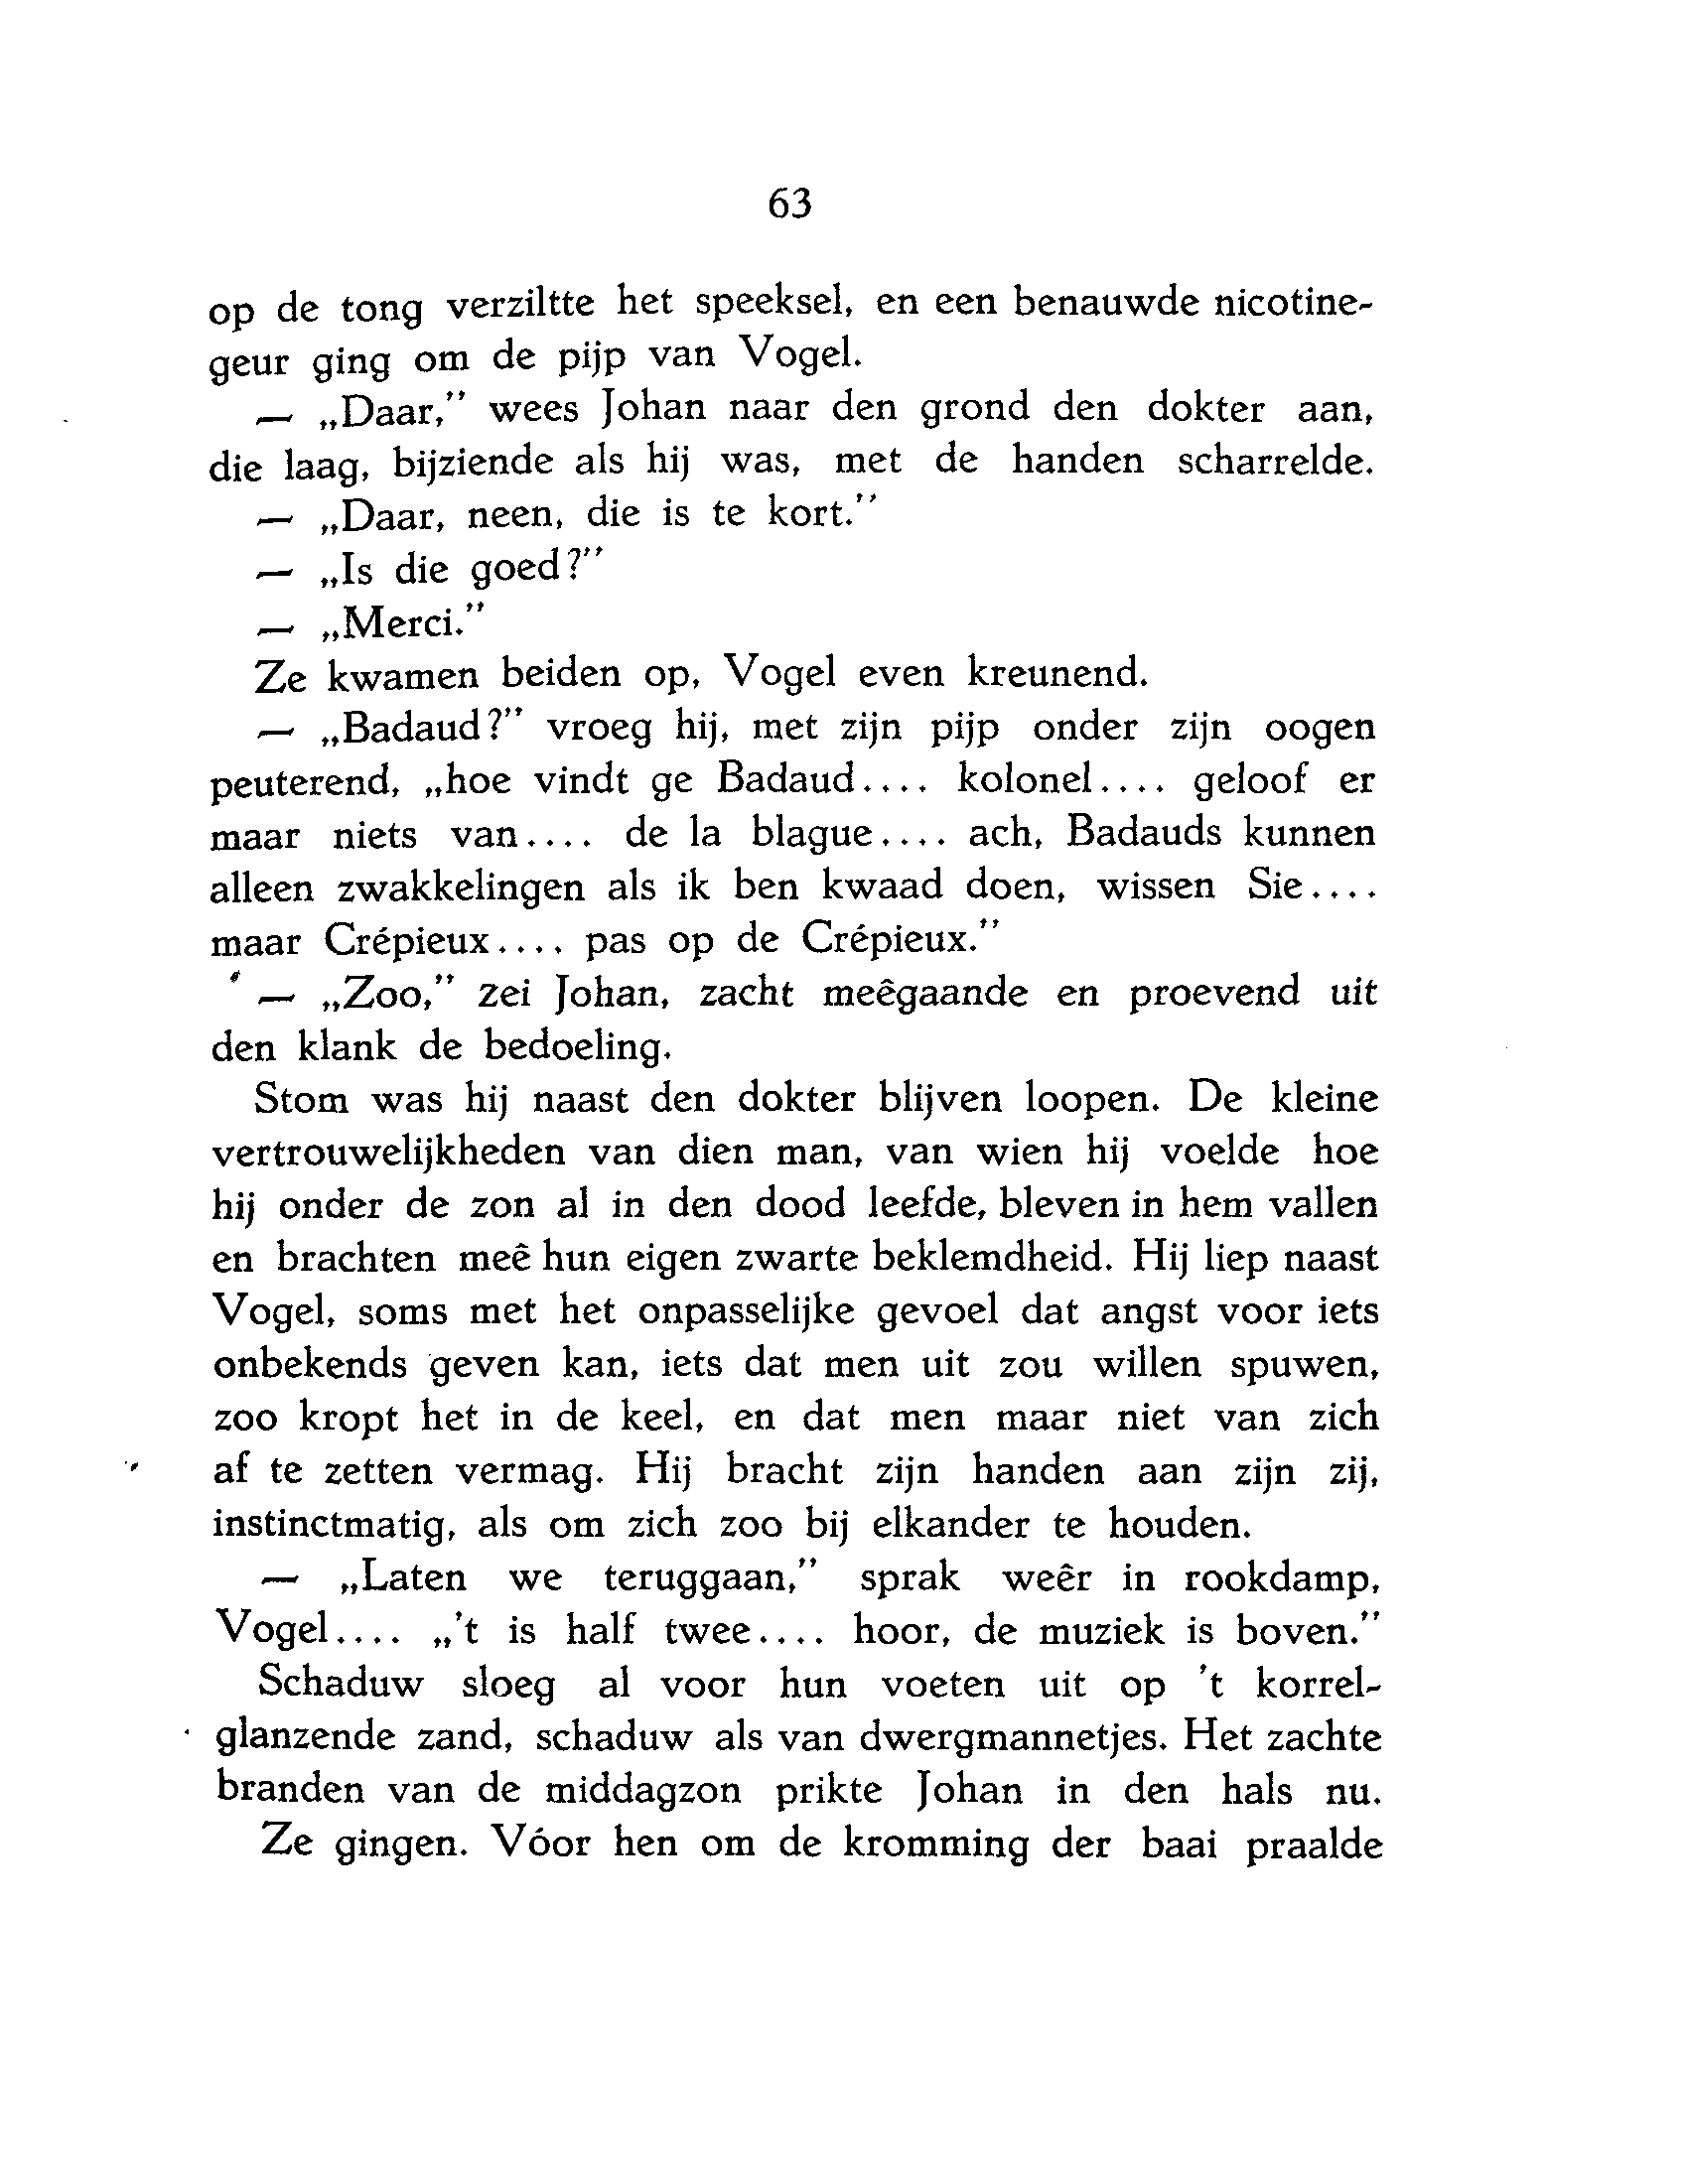 63
op de tong verziltte het speeksel, en een benauwde nicotine-
geur ging om de pijp van Vogel.
— „Daar,” wees Johan naar den grond den dokter aan,
die laag, bijziende als hij was, met de handen scharrelde.
— „Daar, neen, die is te kort.”
— „Is die goed?”
— „Merci.”
Ze kwamen beiden op, Vogel even kreunend.
— „Badaud?” vroeg hij, met zijn pijp onder zijn oogen
peuterend, „hoe vindt ge Badaud.... kolonel.... geloof er
maar niets van.... de la blague.... ach, Badauds kunnen
alleen zwakkelingen als ik ben kwaad doen, wissen Sie....
maar Crépieux.... pas op de Crépieux.”
— „Zoo,” zei Johan, zacht meêgaande en proevend uit
den klank de bedoeling.
Stom was hij naast den dokter blijven loopen. De kleine
vertrouwelijkheden van dien man, van wien hij voelde hoe
hij onder de zon al in den dood leefde, bleven in hem vallen
en brachten meê hun eigen zwarte beklemdheid. Hij liep naast
Vogel, soms met het onpasselijke gevoel dat angst voor iets
onbekends geven kan, iets dat men uit zou willen spuwen,
zoo kropt het in de keel, en dat men maar niet van zich
af te zetten vermag. Hij bracht zijn handen aan zijn zij,
instinctmatig, als om zich zoo bij elkander te houden.
— „Laten we teruggaan,” sprak weêr in rookdamp,
Vogel.... „'t is half twee.... hoor, de muziek is boven.”
Schaduw sloeg al voor hun voeten uit op 't korrel-
glanzende zand, schaduw als van dwergmannetjes. Het zachte
branden van de middagzon prikte Johan in den hals nu.
Ze gingen. Vóor hen om de kromming der baai praalde